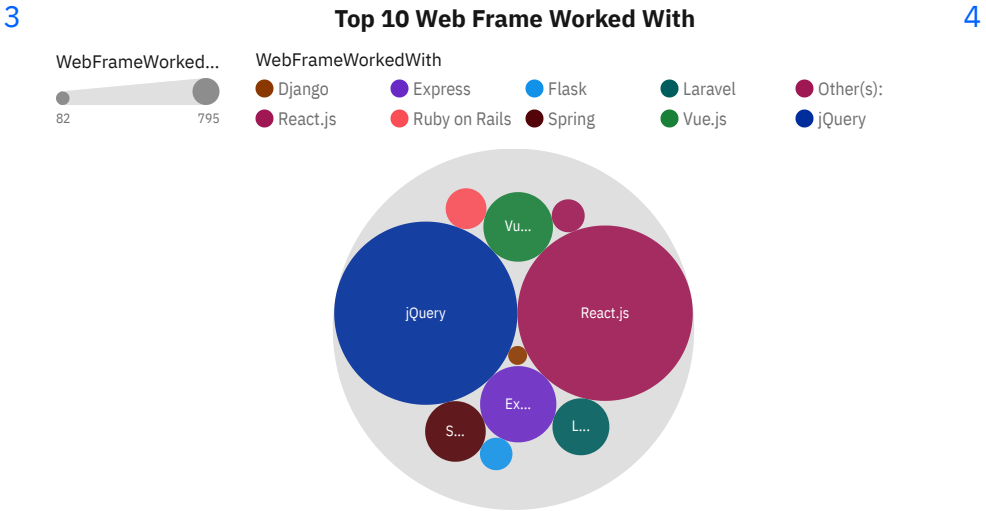 3
Top 10 Web Frame Worked With
4
WebFrameWorked...
82
795
WebFrameWorkedWith
Django
Express
Flask
Laravel
Other(s):
React.js
Ruby on Rails
Spring
Vue.js
jQuery
Vu...
jQuery
React.js
Ex...
S...
L...